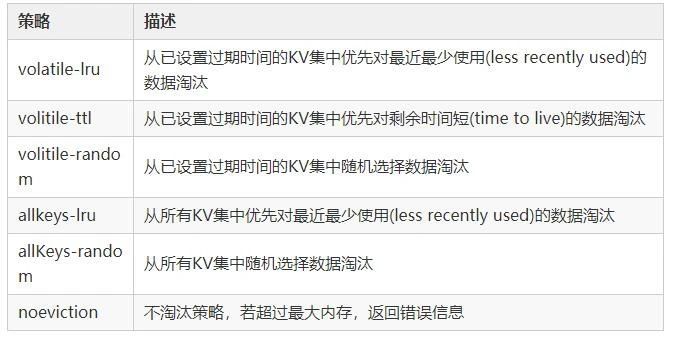 策略 描述
volatile-lru 从已设置过期时间的KV集中优先对最近最少使用(less recently used)的
数据淘汰
volitile-ttl 从已设置过期时间的KV集中优先对剩余时间短(time to live)的数据淘汰
volitile-rando
m 从已设置过期时间的KV集中随机选择数据淘汰
allkeys-lru 从所有KV集中优先对最近最少使用(less recently used)的数据淘汰
allKeys-rando
m 从所有KV集中随机选择数据淘汰
noeviction 不淘汰策略，若超过最大内存，返回错误信息